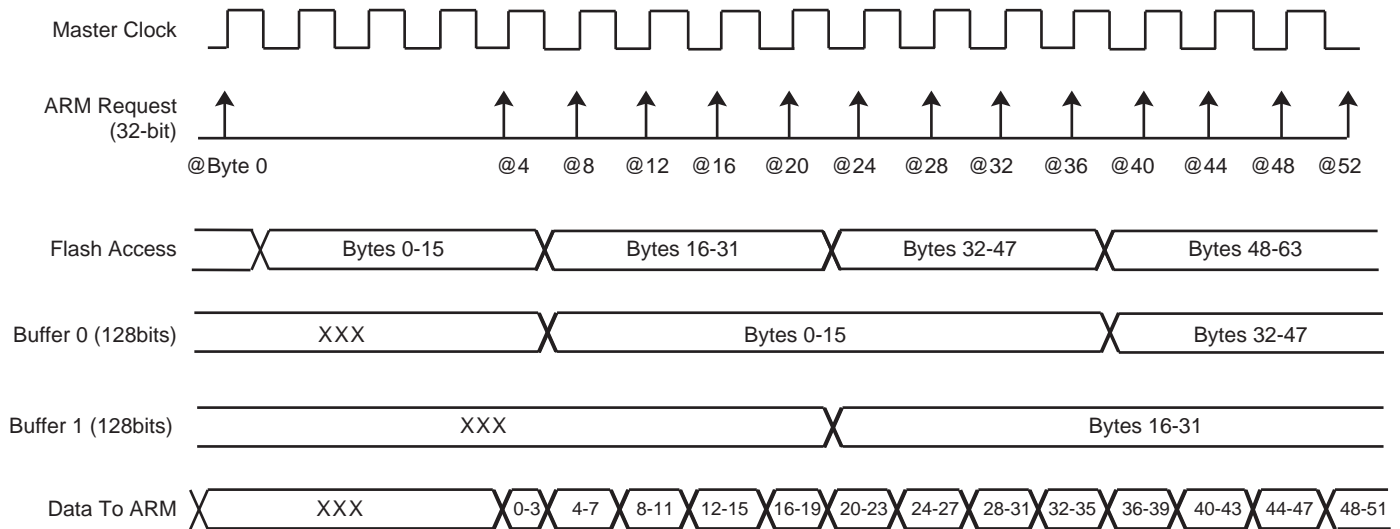 Master Clock
ARM Request
(32-bit)
@Byte 0 @4 @8 @12 @16 @20 @24 @28 @32 @36 @40 @44 @48 @52
Flash Access Bytes 0-15 Bytes 16-31 Bytes 32-47 Bytes 48-63
Buffer 0 (128bits) XXX Bytes 0-15 Bytes 32-47
Buffer 1 (128bits) XXX Bytes 16-31
Data To ARM XXX 0-3 4-7 8-11 12-15 16-19 20-23 24-27 28-31 32-35 36-39 40-43 44-47 48-51